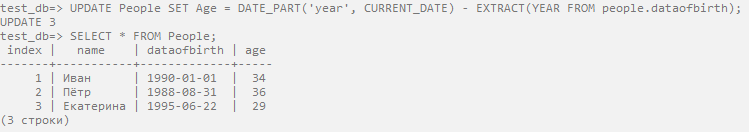 test_db=> UPDATE People SET Age = DATE_PART('year', CURRENT_DATE) - EXTRACT(YEAR FROM people.dataofbirth);
UPDATE 3
test_db=> SELECT * FROM People;
 index |   name    | dataofbirth | age
-------+-----------+-------------+-----
     1 | Иван      | 1990-01-01  |  34
     2 | Пётр      | 1988-08-31  |  36
     3 | Екатерина | 1995-06-22  |  29
(3 строки)